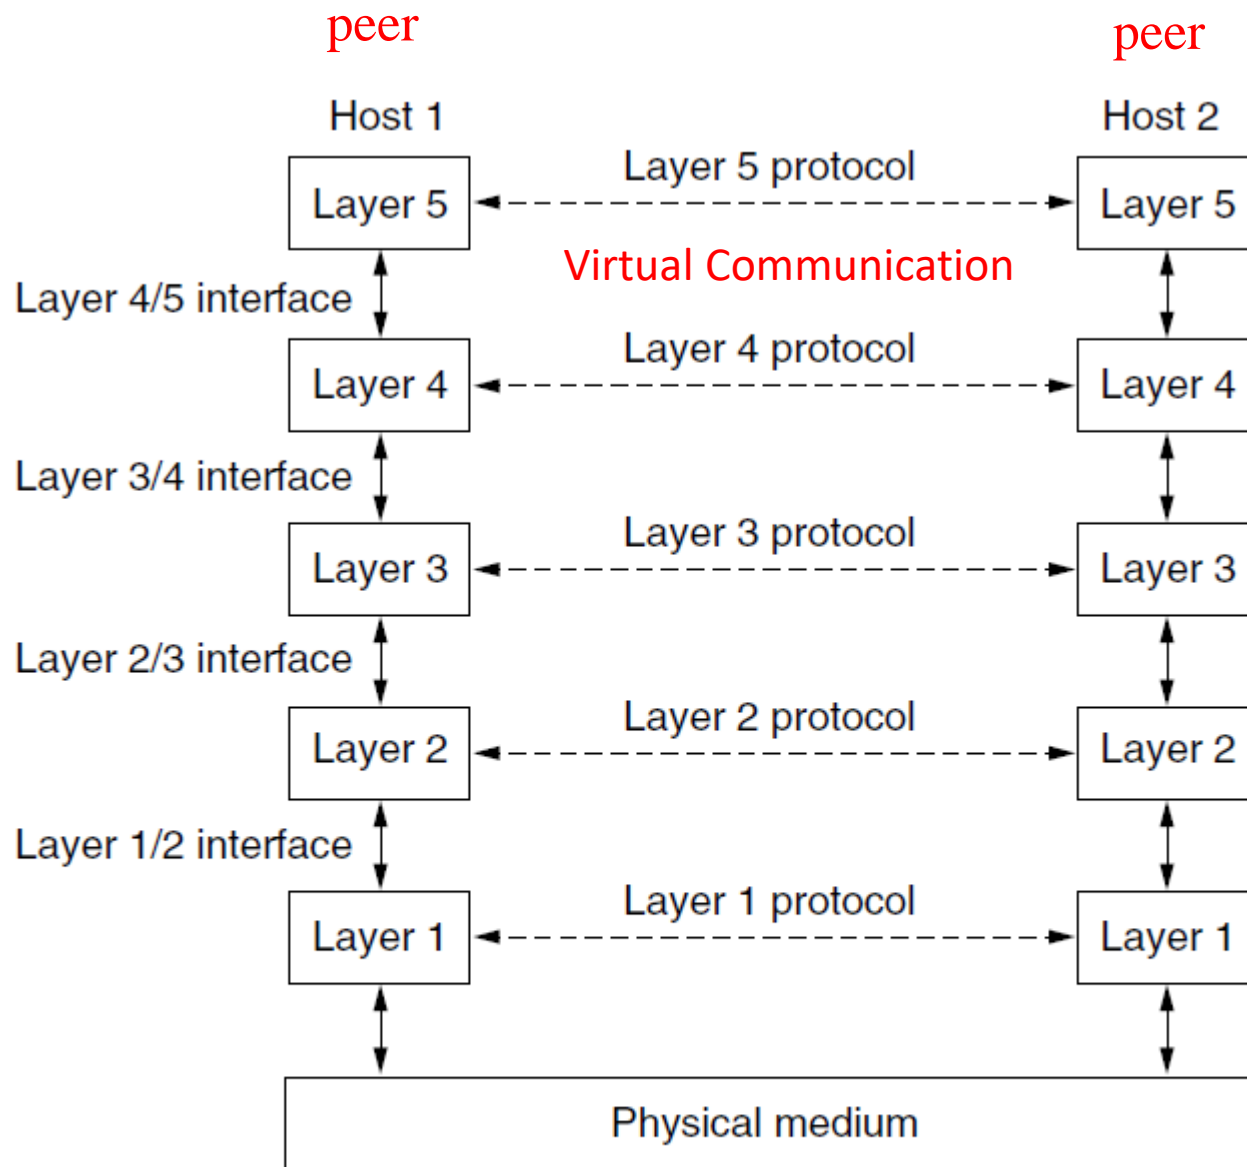 peer
peer
Host 1
Host 2
Layer 5 protocol
Layer 5
Layer 5
Virtual Communication
Layer 4/5 interface
Layer 4 protocol
Layer 4
Layer 4
Layer 3/4 interface
Layer 3 protocol
Layer 3
Layer 3
Layer 2/3 interface
Layer 2 protocol
Layer 2
Layer 2
Layer 1/2 interface
Layer 1 protocol
Layer 1
Layer 1
Physical medium